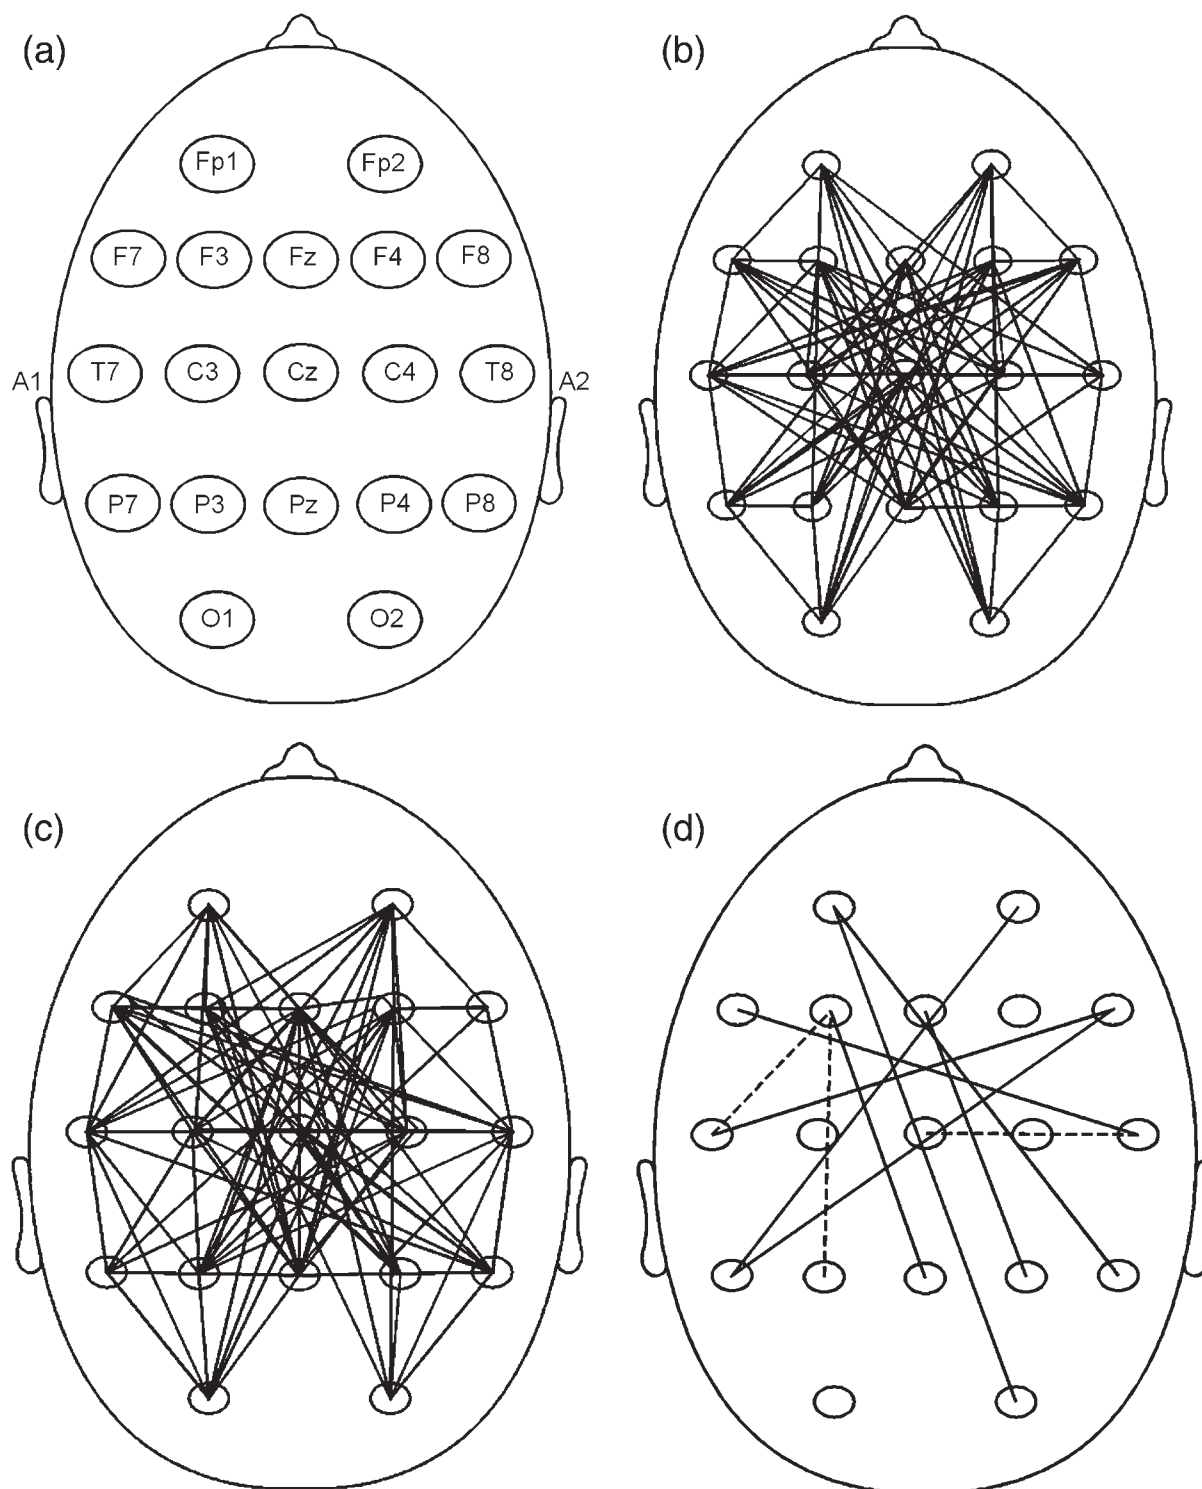 (a)
(b)
Fp1 Fp2
F7 F3 Fz F4 F8
A1 T7 C3 Cz C4 T8 A2
P7 P3 Pz P4 P8
O1 O2
(c)
(d)